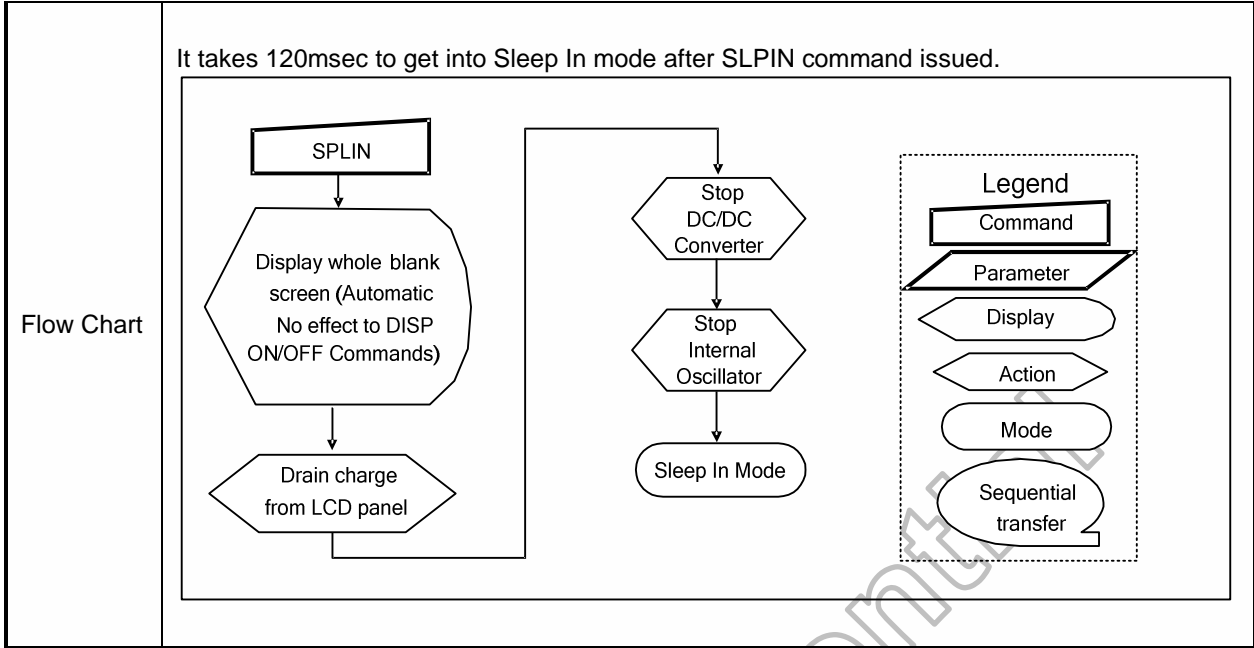 It takes 120msec to get into Sleep In mode after SLPIN command issued.
Flow Chart
SPLIN
Display whole blank
screen (Automatic
No effect to DISP
ON/OFF Commands)
Drain charge
from LCD panel
Stop
DC/DC
Converter
Stop
Internal
Oscillator
Sleep In Mode
Legend
Command
Parameter
Display
Action
Mode
Sequential
transfer